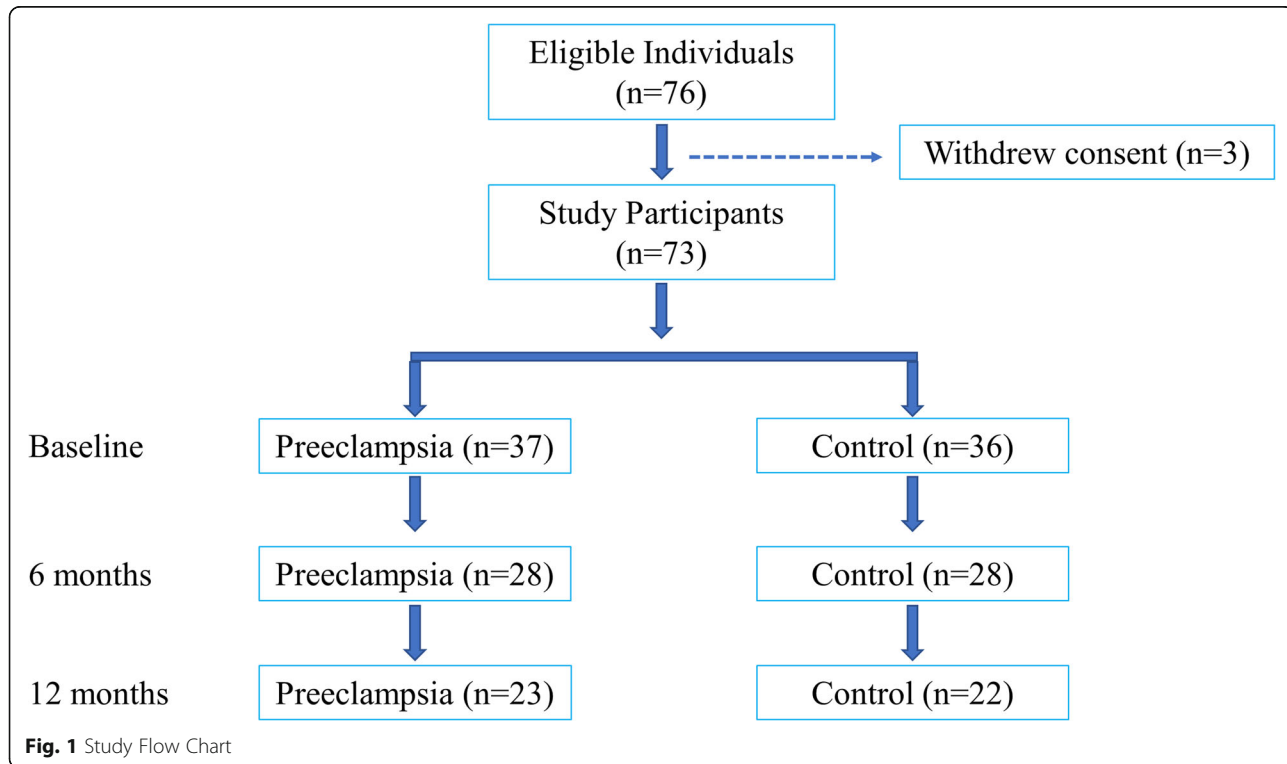 Eligible Individuals
(n=76)
Withdrew consent (n=3)
Study Participants
(n=73)
Baseline
Preeclampsia (n=37)
Control (n=36)
6 months
Preeclampsia (n=28)
Control (n=28)
12 months
Preeclampsia (n=23)
Control (n=22)
Fig. 1 Study Flow Chart